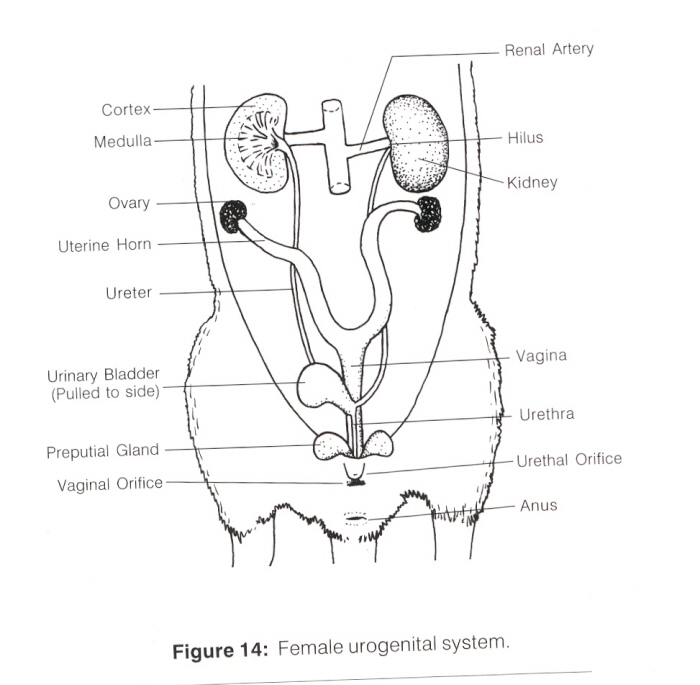 Renal Artery
Cortex
Medulla
Hilus
Kidney
Ovary
Uterine Horn
Ureter
Vagina
Urinary Bladder
(Pulled to side)
Urethra
Preputial Gland
Urethal Orifice
Vaginal Orifice
Anus
Figure 14: Female urogenital system.